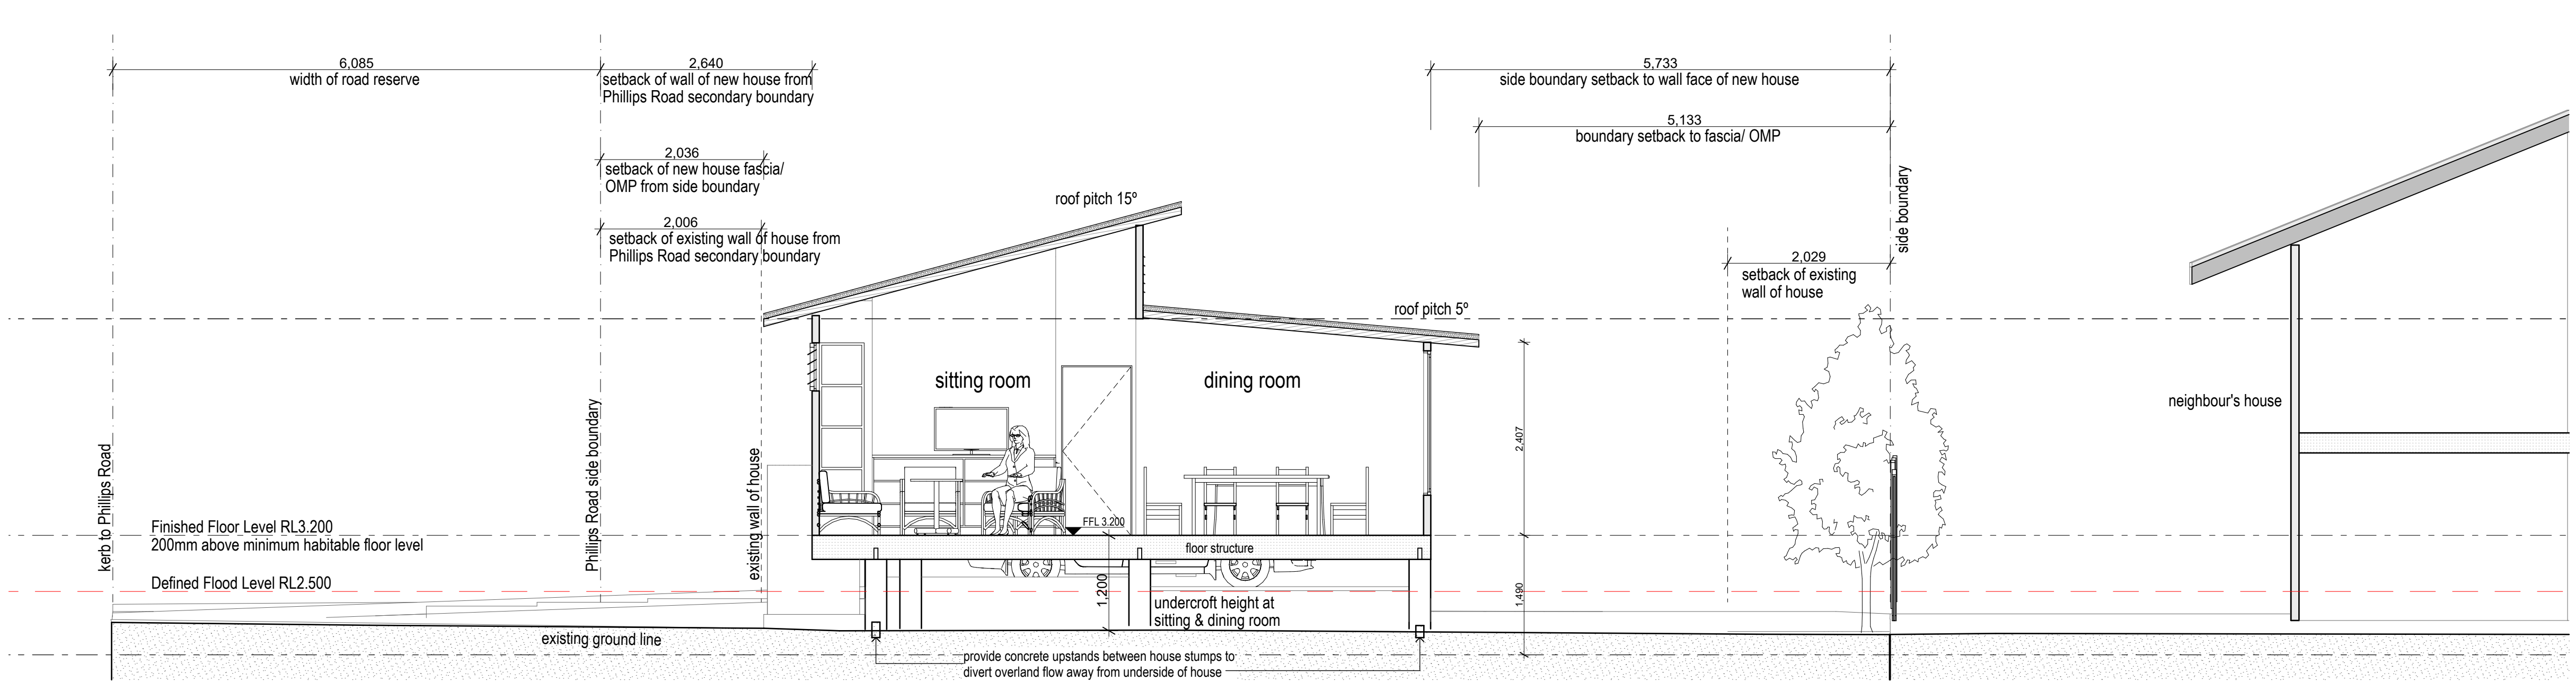 6,085
width of road reserve
2,640
setback of wall of new house from
Phillips Road secondary boundary
2,036
setback of new house fascia/
OMP from side boundary
2,006
setback of existing wall of house from
Phillips Road secondary boundary
5,733
side boundary setback to wall face of new house
5,133
boundary setback to fascia/ OMP
side boundary
2,029
setback of existing
wall of house
roof pitch 15º
roof pitch 5º
sitting room
dining room
neighbour's house
2,407
1,490
kerb to Phillips Road
Phillips Road side boundary
existing wall of house
Finished Floor Level RL3.200
200mm above minimum habitable floor level
Defined Flood Level RL2.500
FFL 3.200
floor structure
1,200
undercroft height at
sitting & dining room
existing ground line
provide concrete upstands between house stumps to
divert overland flow away from underside of house